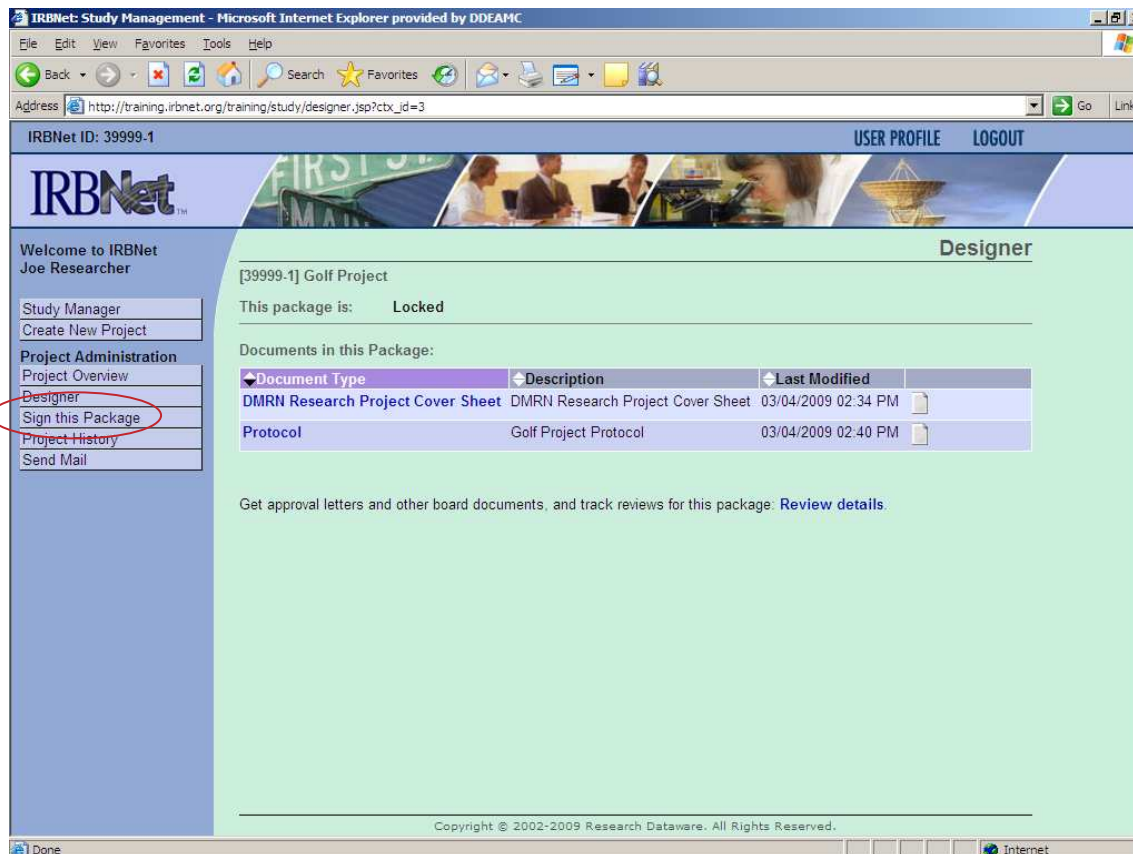 IRBNet: Study Management - Microsoft Internet Explorer provided by DDEAMC
File Edit View Favorites Tools Help
Back Search Favorites
Address http://training.irbnet.org/training/study/designer.jsp?ctx_id=3 Go Link
IRBNet ID: 39999-1 USER PROFILE LOGOUT
FIRST ST.
MAIN
IRBNet TM
Welcome to IRBNet
Joe Researcher
Study Manager
Create New Project
Project Administration
Project Overview
Designer
Sign this Package
Project History
Send Mail
Designer
[39999-1] Golf Project
This package is: Locked
Documents in this Package:
Document Type Description Last Modified
DMRN Research Project Cover Sheet DMRN Research Project Cover Sheet 03/04/2009 02:34 PM
Protocol Golf Project Protocol 03/04/2009 02:40 PM
Get approval letters and other board documents, and track reviews for this package: Review details.
Copyright © 2002-2009 Research Dataware. All Rights Reserved.
Done Internet